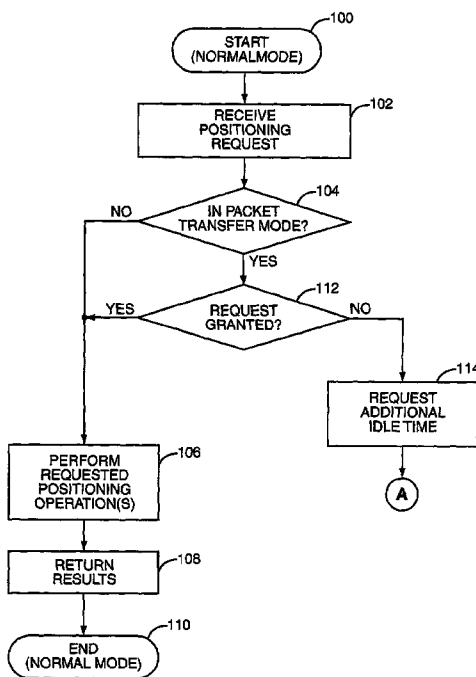 100
START
(NORMALMODE)
102
RECEIVE
POSITIONING
REQUEST
104
IN PACKET
TRANSFER MODE?
NO
YES
112
REQUEST
GRANTED?
YES
NO
114
REQUEST
ADDITIONAL
IDLE TIME
A
106
PERFORM
REQUESTED
POSITIONING
OPERATION(S)
108
RETURN
RESULTS
110
END
(NORMAL MODE)